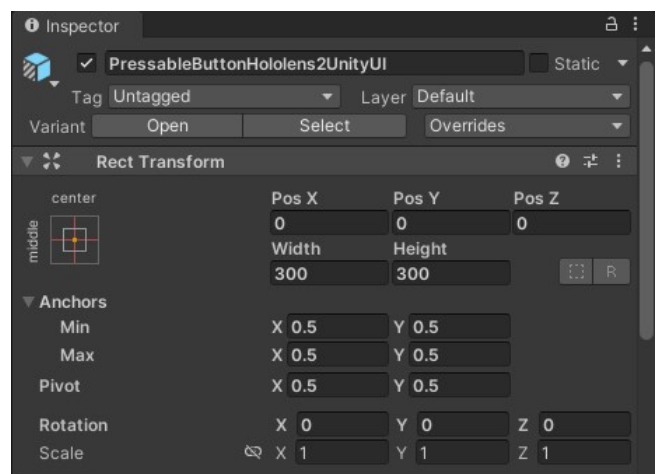 Inspector
PressableButtonHololens2UnityUI Static
Tag Untagged Layer Default
Variant Open Select Overrides
Rect Transform
center Pos X Pos Y Pos Z
middle 0 0 0
Width Height
300 300 R
Anchors
Min X 0.5 Y 0.5
Max X 0.5 Y 0.5
Pivot X 0.5 Y 0.5
Rotation X 0 Y 0 Z 0
Scale X 1 Y 1 Z 1